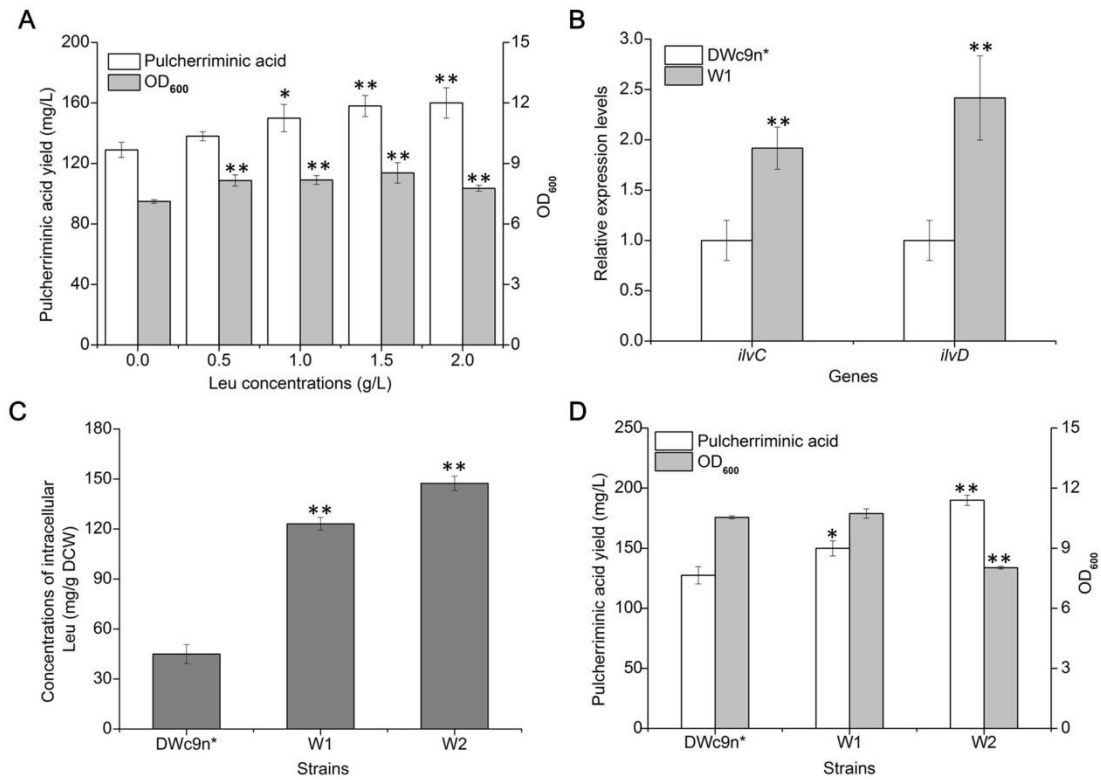 A
Pulcherriminic acid
OD600
* ** **
** ** ** **
200
160
120
80
40
0
15
12
9
6
3
0
Pulcherriminic acid yield (mg/L)
OD600
0.0 0.5 1.0 1.5 2.0
Leu concentrations (g/L)
B
DWc9n*
W1
** **
3.0
2.5
2.0
1.5
1.0
0.5
0.0
Relative expression levels
ilvC ilvD
Genes
C
** **
180
150
120
90
60
30
0
Concentrations of intracellular
Leu (mg/g DCW)
DWc9n* W1 W2
Strains
D
Pulcherriminic acid
OD600
* ** **
250
200
150
100
50
0
15
12
9
6
3
0
Pulcherriminic acid yield (mg/L)
OD600
DWc9n* W1 W2
Strains